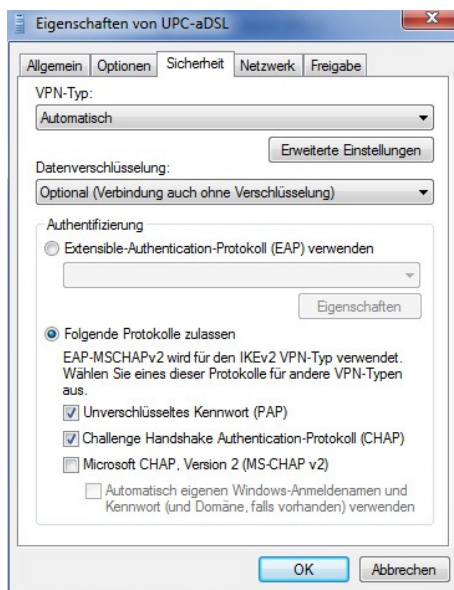 Eigenschaften von UPC-aDSL
Allgemein Optionen Sicherheit Netzwerk Freigabe
VPN-Typ:
Automatisch
Erweiterte Einstellungen
Datenverschlüsselung:
Optional (Verbindung auch ohne Verschlüsselung)
Authentifizierung
Extensible-Authentication-Protokoll (EAP) verwenden
Eigenschaften
Folgende Protokolle zulassen
EAP-MSCHAPv2 wird für den IKEv2 VPN-Typ verwendet.
Wählen Sie eines dieser Protokolle für andere VPN-Typen
aus.
Unverschlüsseltes Kennwort (PAP)
Challenge Handshake Authentication-Protokoll (CHAP)
Microsoft CHAP, Version 2 (MS-CHAP v2)
Automatisch eigenen Windows-Anmeldenamen und
Kennwort (und Domäne, falls vorhanden) verwenden
OK Abbrechen